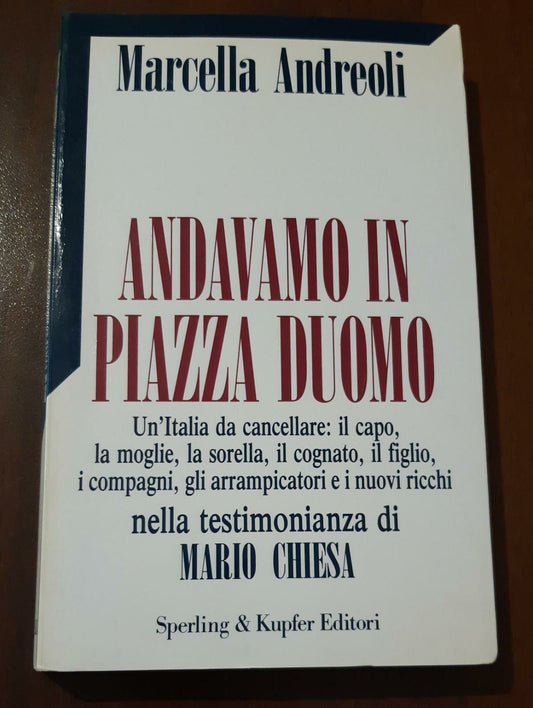 Marcella Andreoli
ANDAVAMO IN
PIAZZA DUOMO
Un'Italia da cancellare: il capo,
la moglie, la sorella, il cognato, il figlio,
i compagni, gli arrampicatori e i nuovi ricchi
nella testimonianza di
MARIO CHIESA
Sperling & Kupfer Editori